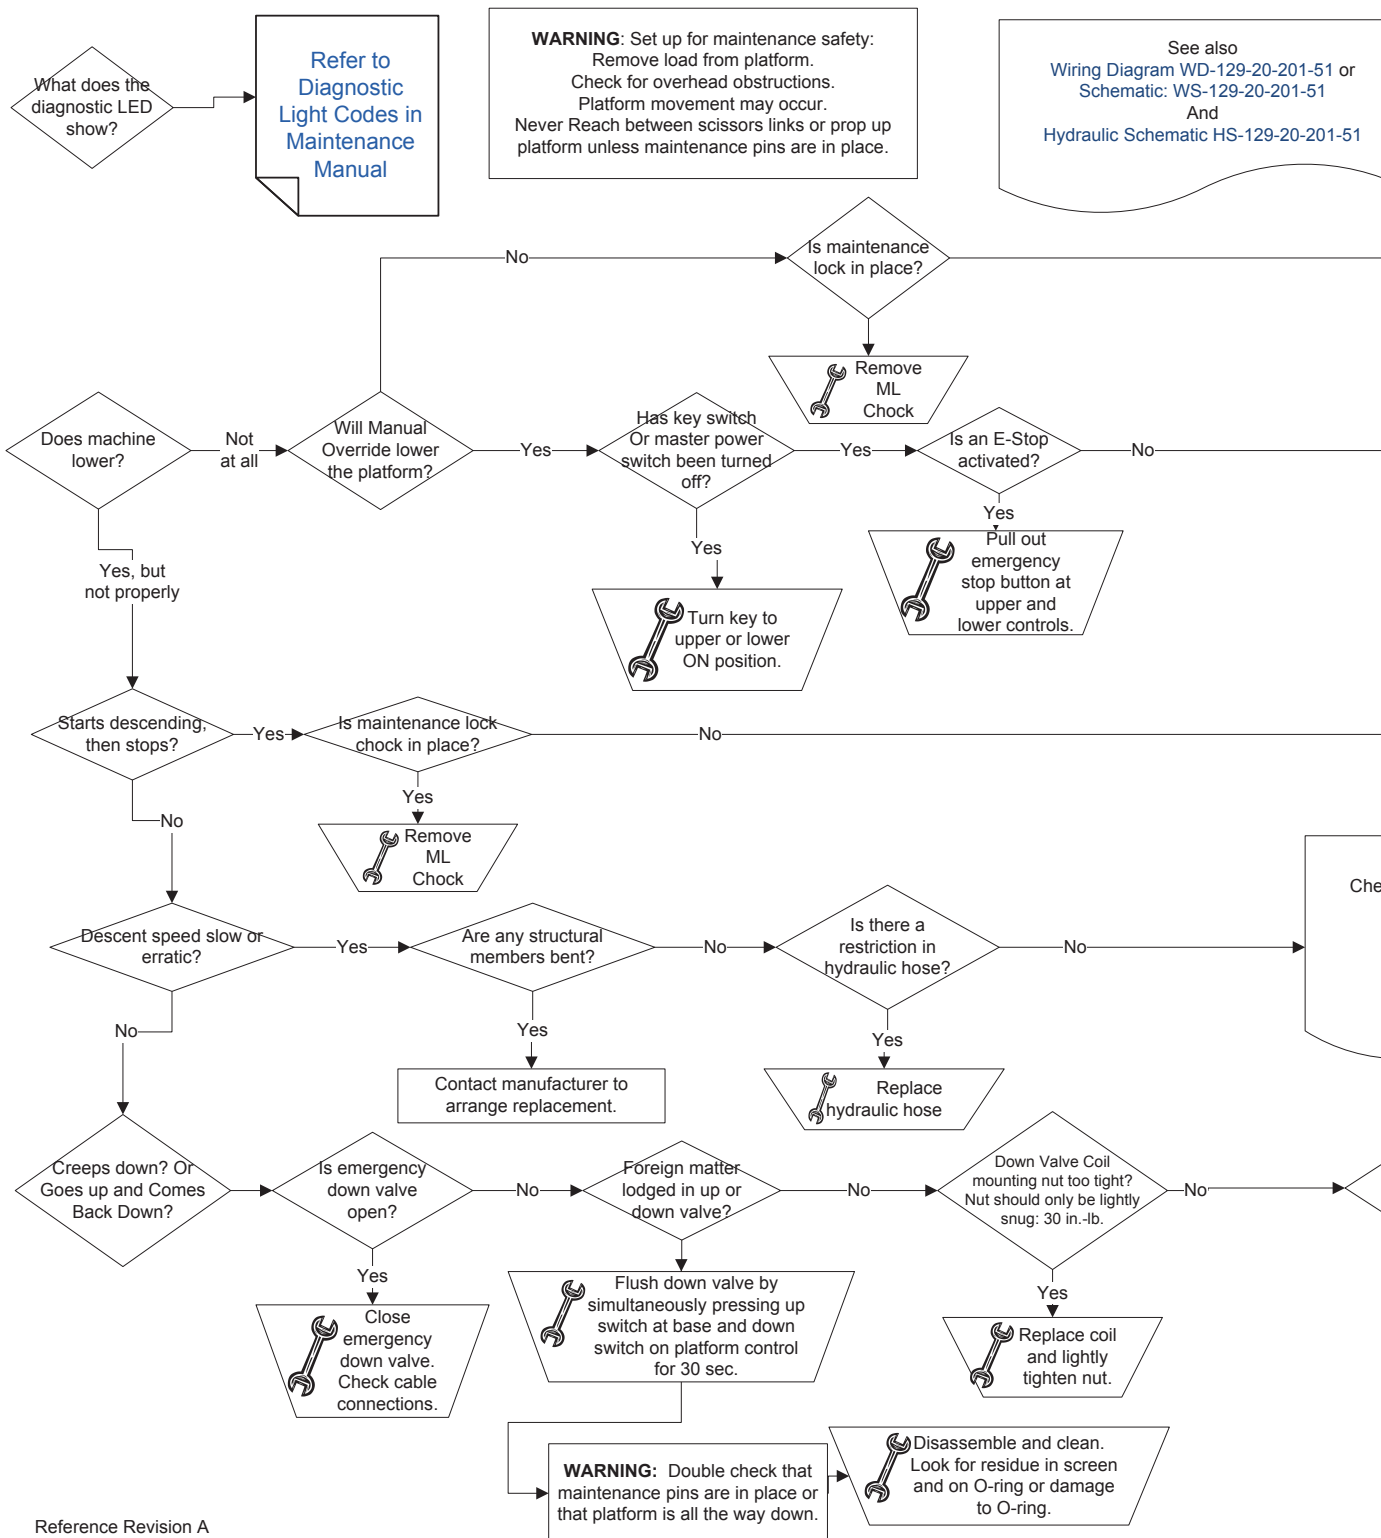 What does the
diagnostic LED
show?
Refer to
Diagnostic
Light Codes in
Maintenance
Manual
WARNING: Set up for maintenance safety:
Remove load from platform.
Check for overhead obstructions.
Platform movement may occur.
Never Reach between scissors links or prop up
platform unless maintenance pins are in place.
See also
Wiring Diagram WD-129-20-201-51 or
Schematic: WS-129-20-201-51
And
Hydraulic Schematic HS-129-20-201-51
No
Is maintenance
lock in place?
Remove
ML
Chock
Does machine
lower?
Not
at all
Will Manual
Override lower
the platform?
Yes
Has key switch
Or master power
switch been turned
off?
Yes
Is an E-Stop
activated?
No
Yes
Pull out
emergency
stop button at
upper and
lower controls.
Yes
Turn key to
upper or lower
ON position.
Yes, but
not properly
Starts descending,
then stops?
Yes
Is maintenance lock
chock in place?
No
Yes
Remove
ML
Chock
No
Descent speed slow or
erratic?
Yes
Are any structural
members bent?
No
Is there a
restriction in
hydraulic hose?
No
Che
Yes
Contact manufacturer to
arrange replacement.
Yes
Replace
hydraulic hose
No
Creeps down? Or
Goes up and Comes
Back Down?
Is emergency
down valve
open?
No
Foreign matter
lodged in up or
down valve?
No
Down Valve Coil
mounting nut too tight?
Nut should only be lightly
snug: 30 in.-lb.
No
Yes
Close
emergency
down valve.
Check cable
connections.
Flush down valve by
simultaneously pressing up
switch at base and down
switch on platform control
for 30 sec.
Yes
Replace coil
and lightly
tighten nut.
WARNING: Double check that
maintenance pins are in place or
that platform is all the way down.
Disassemble and clean.
Look for residue in screen
and on O-ring or damage
to O-ring.
Reference Revision A